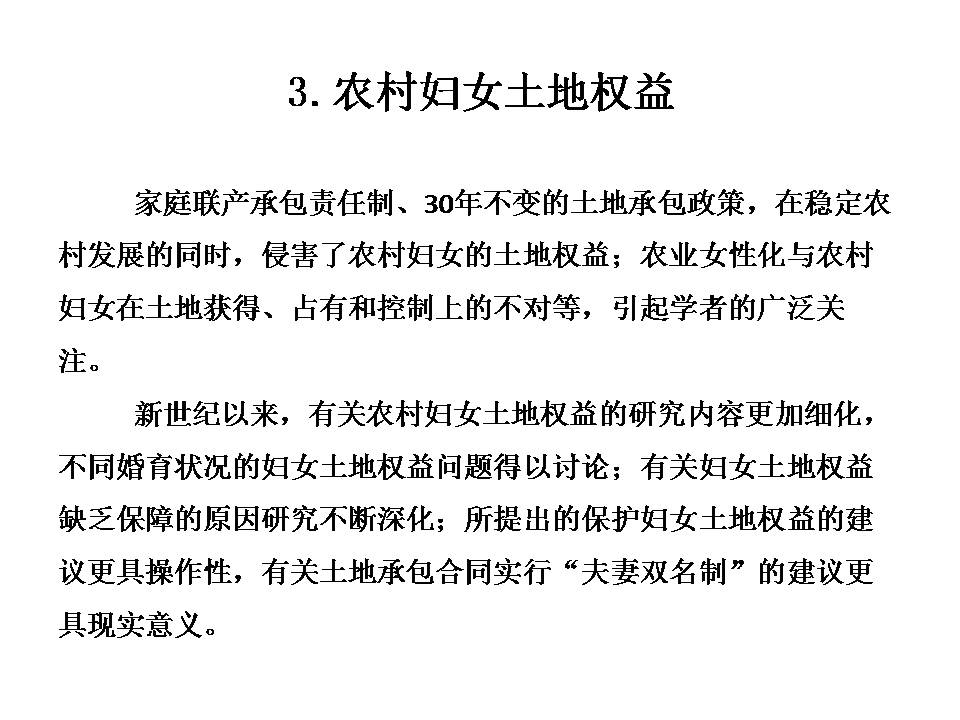 3.农村妇女土地权益
家庭联产承包责任制、30年不变的土地承包政策，在稳定农
村发展的同时，侵害了农村妇女的土地权益；农业女性化与农村
妇女在土地获得、占有和控制上的不对等，引起学者的广泛关
注。
新世纪以来，有关农村妇女土地权益的研究内容更加细化，
不同婚育状况的妇女土地权益问题得以讨论；有关妇女土地权益
缺乏保障的原因研究不断深化；所提出的保护妇女土地权益的建
议更具操作性，有关土地承包合同实行“夫妻双名制”的建议更
具现实意义。